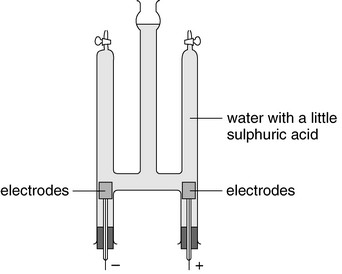 water with a little
sulphuric acid
electrodes
electrodes
−
+